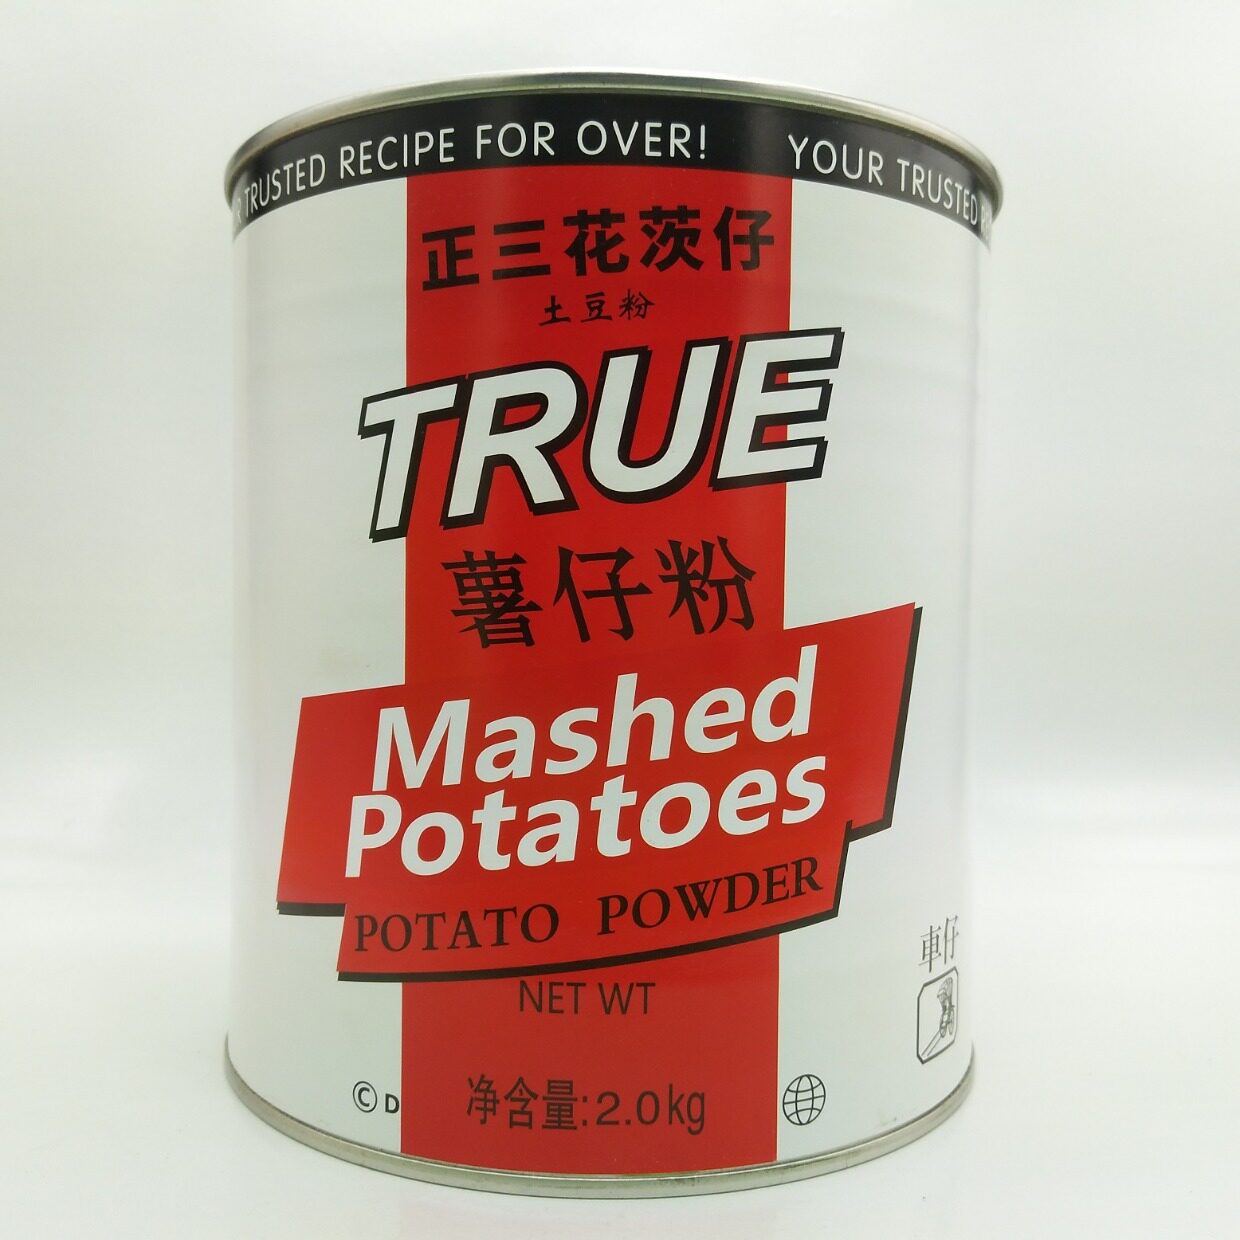 TRUSTED RECIPE FOR OVER! YOUR TRUSTED
正三花茨仔
土豆粉
TRUE
薯仔粉
Mashed
Potatoes
POTATO POWDER
NET WT
車仔
© D
净含量:2.0kg